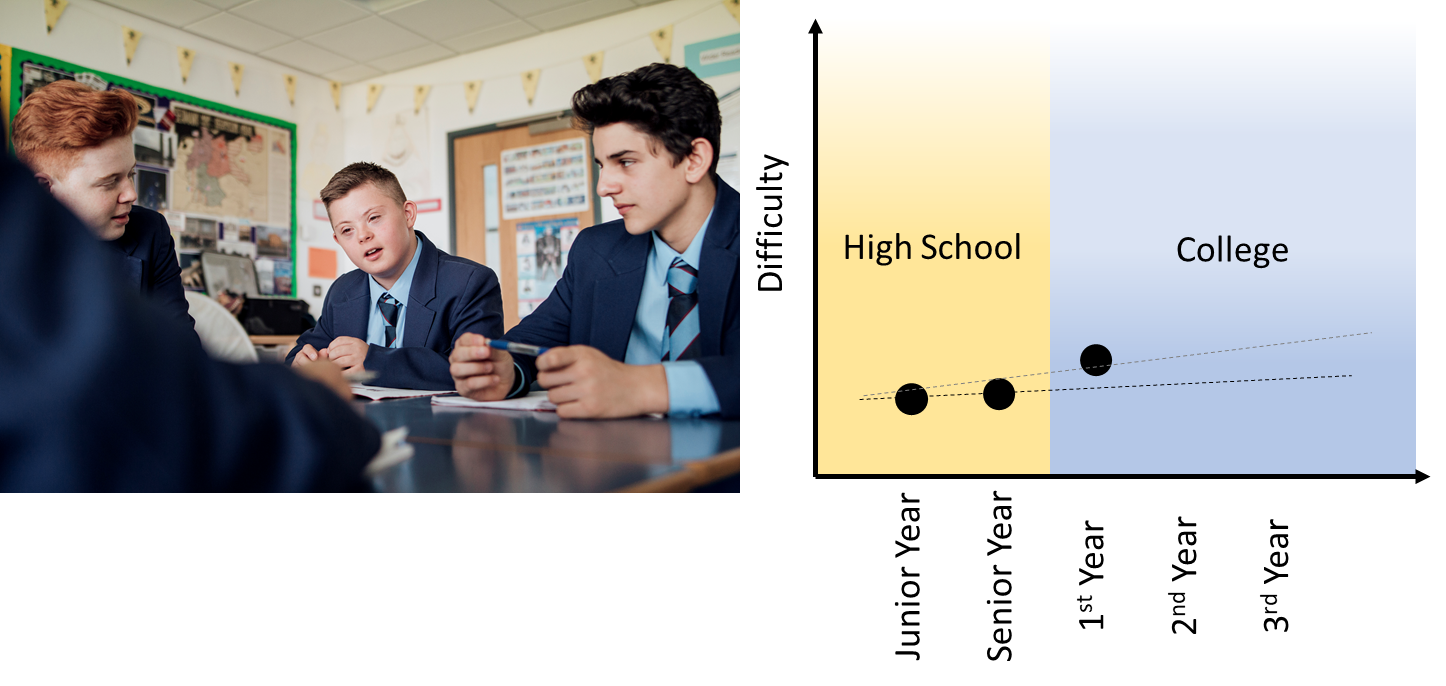 Difficulty
High School
College
Junior Year
Senior Year
1st Year
2nd Year
3rd Year